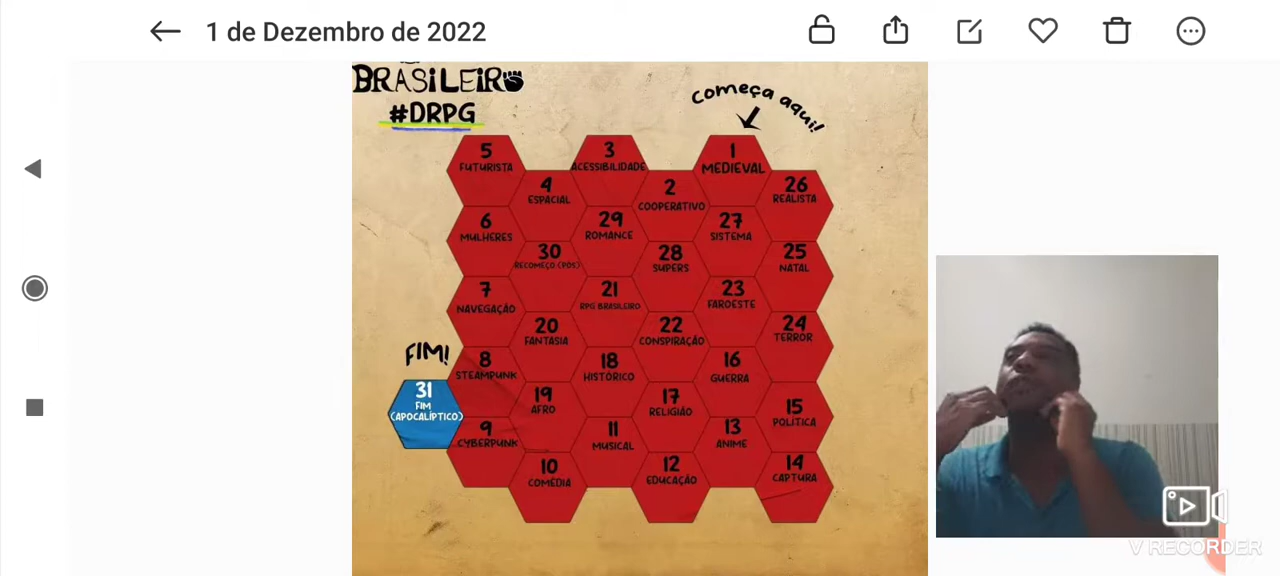 1 de Dezembro de 2022
BRASILEIRO
#DRPG
Começa aqui!
5
FUTURISTA
3
ACESSIBILIDADE
1
MEDIEVAL
4
ESPACIAL
2
COOPERATIVO
26
REALISTA
6
MULHERES
29
ROMANCE
27
SISTEMA
30
RECOMEÇO (PÓS)
28
SUPERS
25
NATAL
7
NAVEGAÇÃO
21
RPG BRASILEIRO
23
FAROESTE
20
FANTASIA
22
CONSPIRAÇÃO
24
TERROR
FIM!
8
STEAMPUNK
18
HISTÓRICO
16
GUERRA
31
FIM
(APOCALÍPTICO)
19
AFRO
17
RELIGIÃO
15
POLÍTICA
9
CYBERPUNK
11
MUSICAL
13
ANIME
10
COMÉDIA
12
EDUCAÇÃO
14
CAPTURA
V RECORDER